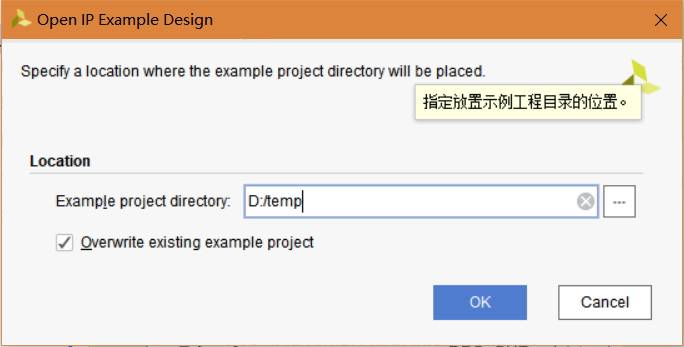 Open IP Example Design
Specify a location where the example project directory will be placed.
指定放置示例工程目录的位置。
Location
Example project directory: D:/temp
Overwrite existing example project
OK Cancel